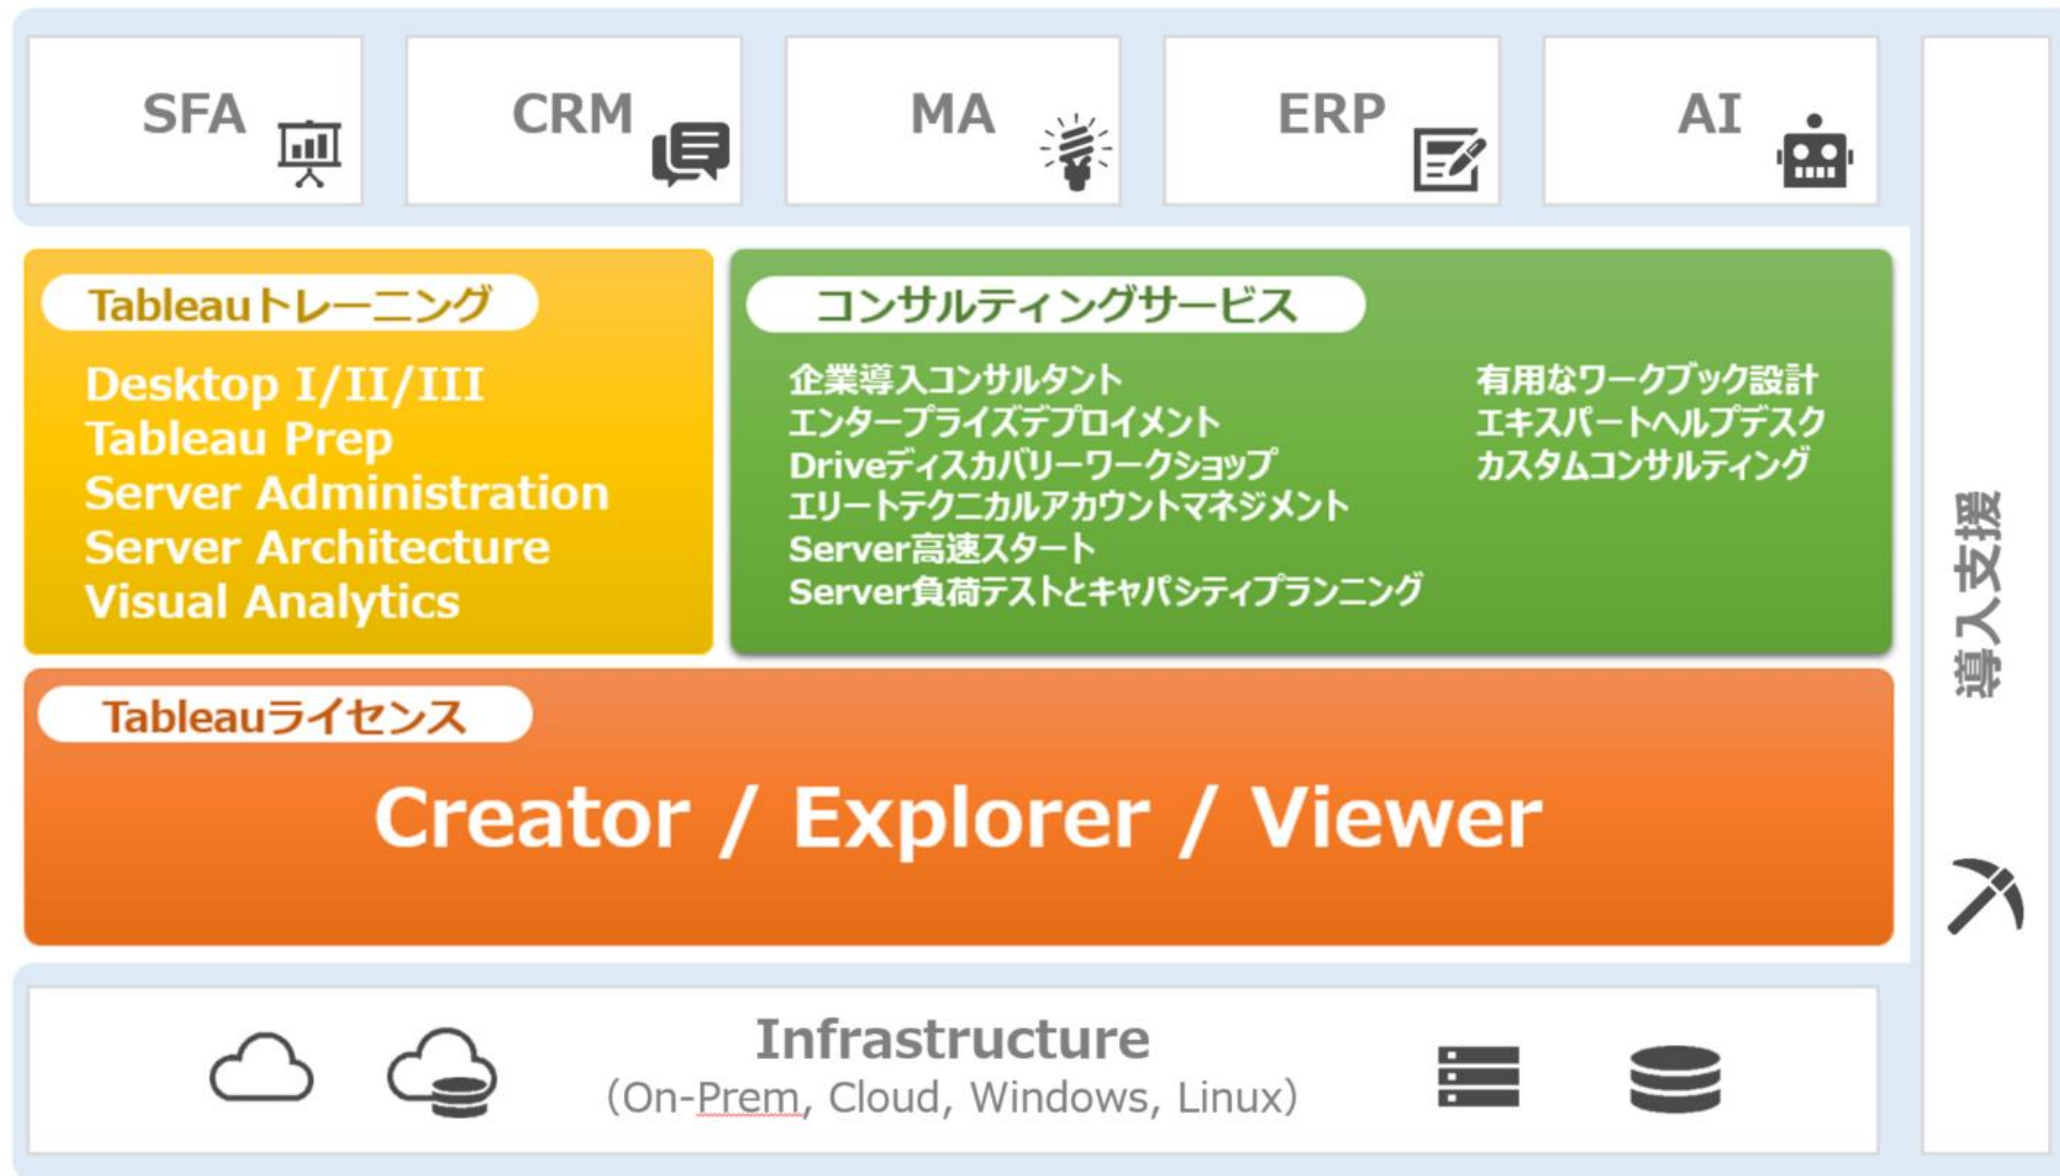 SFA
CRM
MA
ERP
AI
Tableauトレーニング
Desktop I/II/III
Tableau Prep
Server Administration
Server Architecture
Visual Analytics
コンサルティングサービス
企業導入コンサルタント
エンタープライズデプロイメント
Driveディスカバリーワークショップ
エリートテクニカルアカウントマネジメント
Server高速スタート
Server負荷テストとキャパシティプランニング
有用なワークブック設計
エキスパートヘルプデスク
カスタムコンサルティング
Tableauライセンス
Creator / Explorer / Viewer
Infrastructure
（On-Prem, Cloud, Windows, Linux）
導入支援